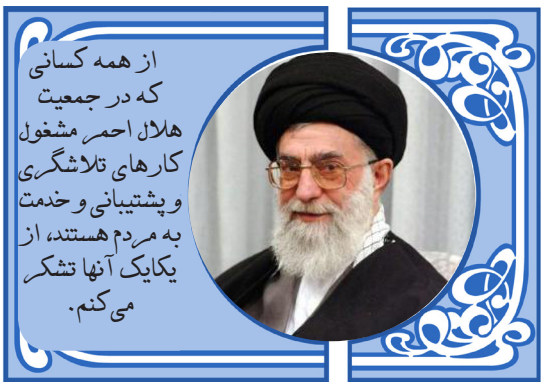 از همه کسانی
که در جمعیت
هلال احمر مشغول
کارهای تلاشگری
و پشتیبانی و خدمت
به مردم هستند، از
یکایک آنها تشکر
می‌کنم.